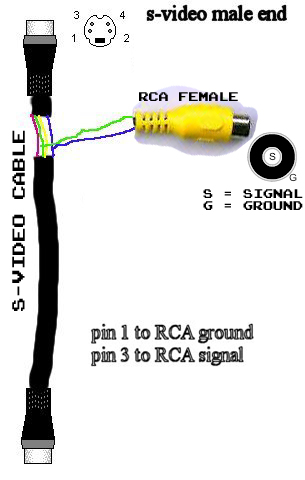 s-video male end
3 4
1 2
RCA FEMALE
S
G
S = SIGNAL
G = GROUND
S-VIDEO CABLE
pin 1 to RCA ground
pin 3 to RCA signal